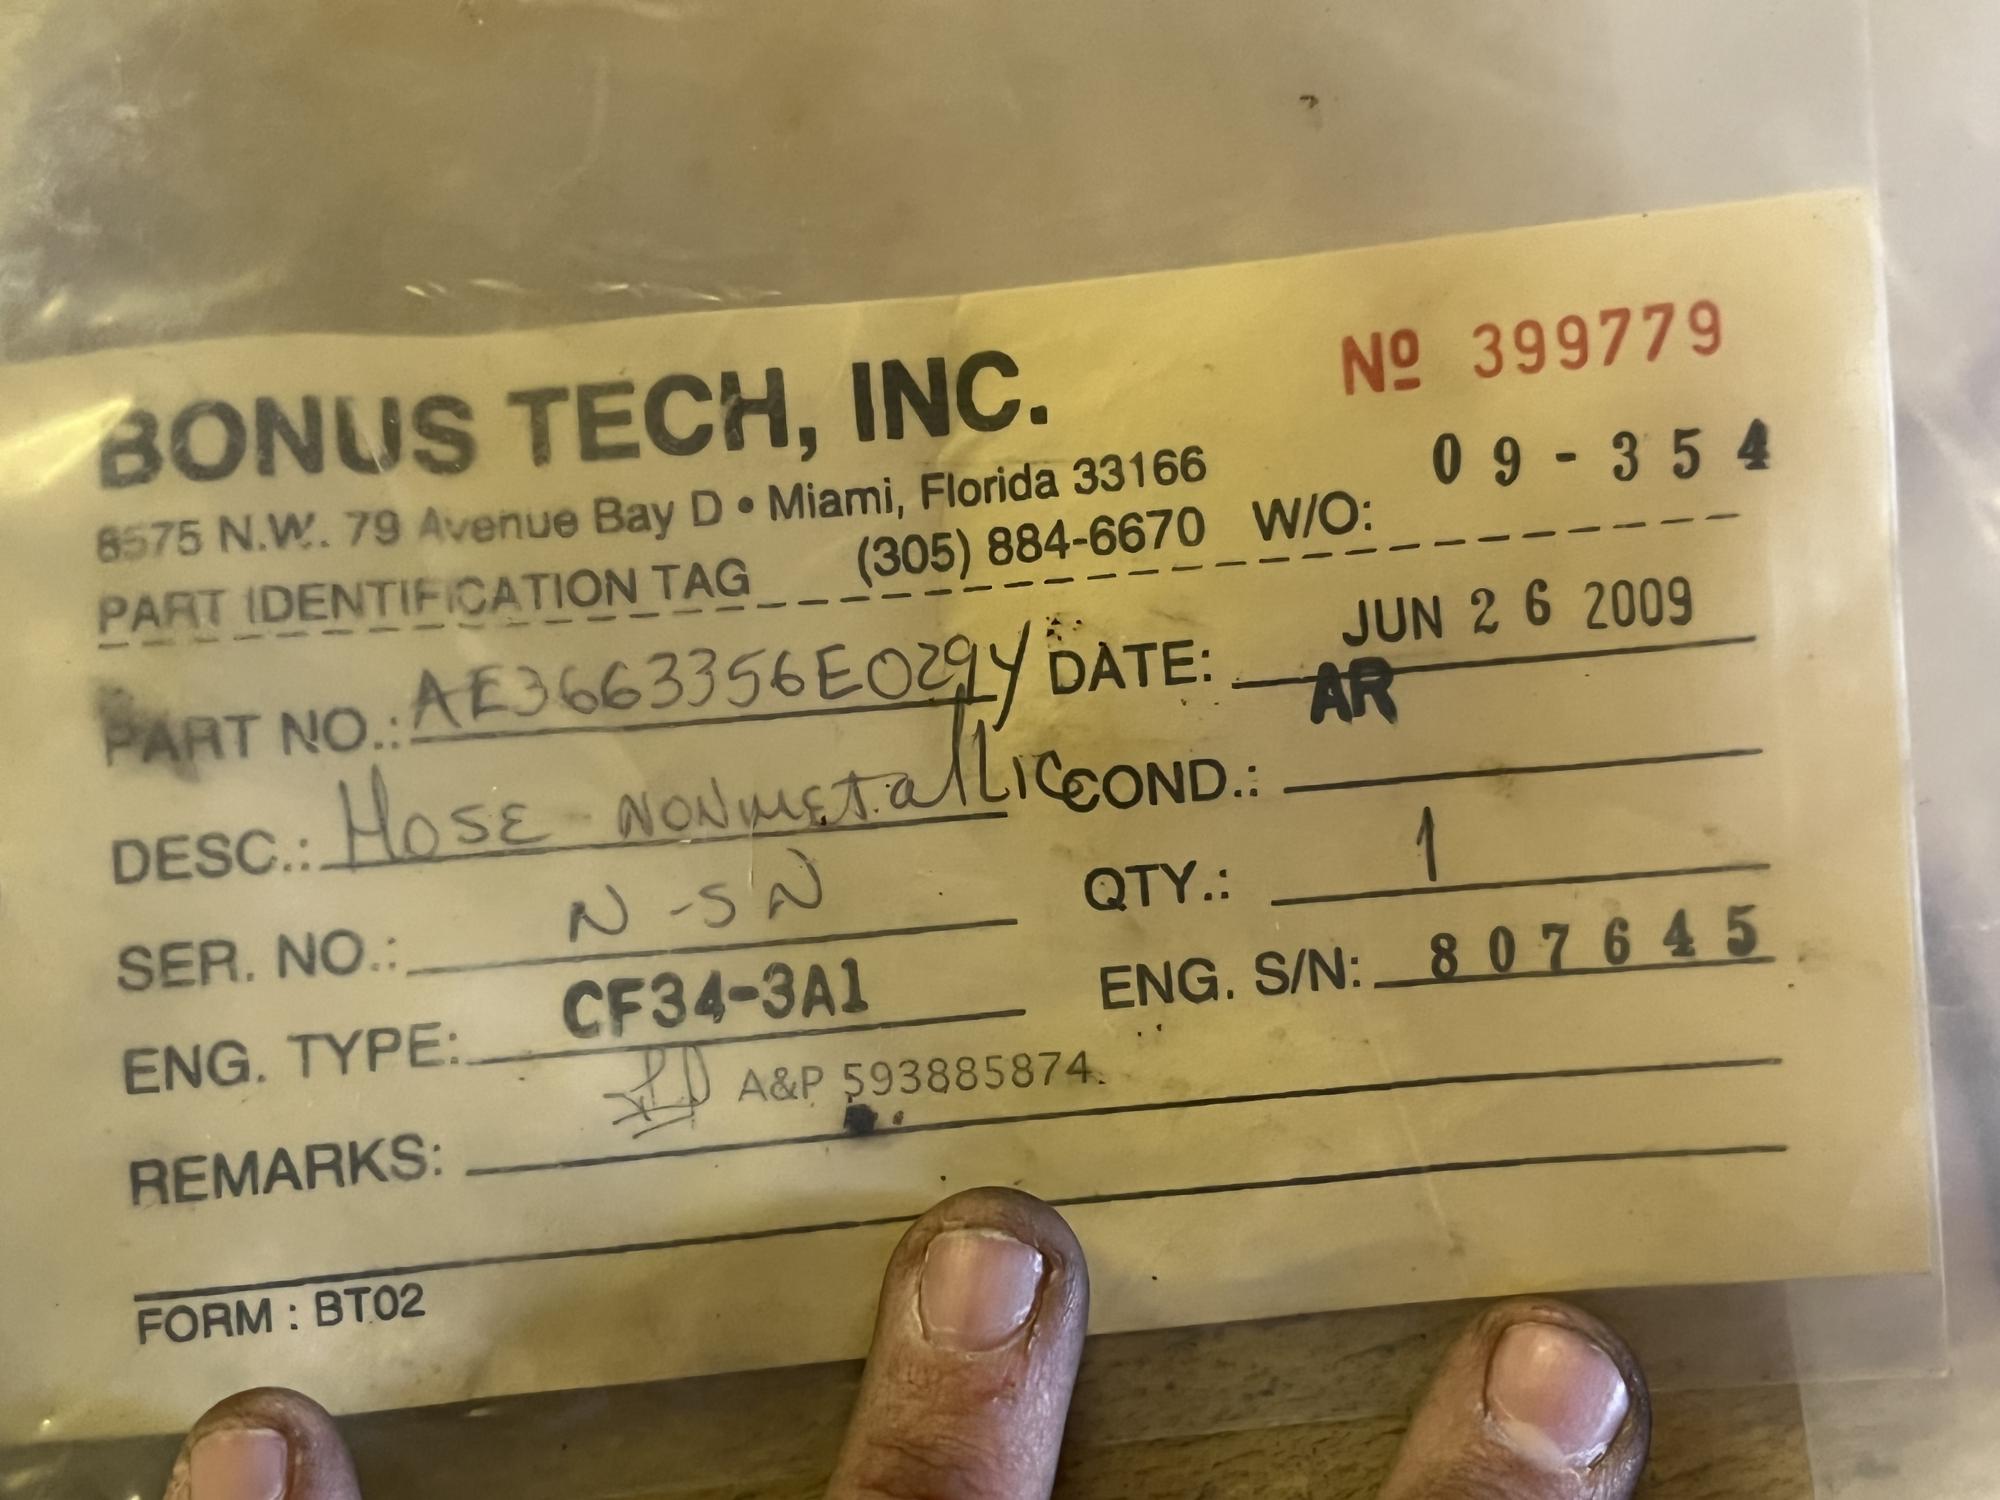 BONUS TECH, INC.
Nº 399779
8575 N.W. 79 Avenue Bay D • Miami, Florida 33166
09-354
PART IDENTIFICATION TAG (305) 884-6670 W/O:
PART NO.: AE3663356E0294 DATE: JUN 26 2009
AR
DESC.: HOSE NONMETALLIC COND.:
SER. NO.: N-SN QTY.: 1
ENG. TYPE: CF34-3A1 ENG. S/N: 807645
A&P 593885874.
REMARKS:
FORM : BT02